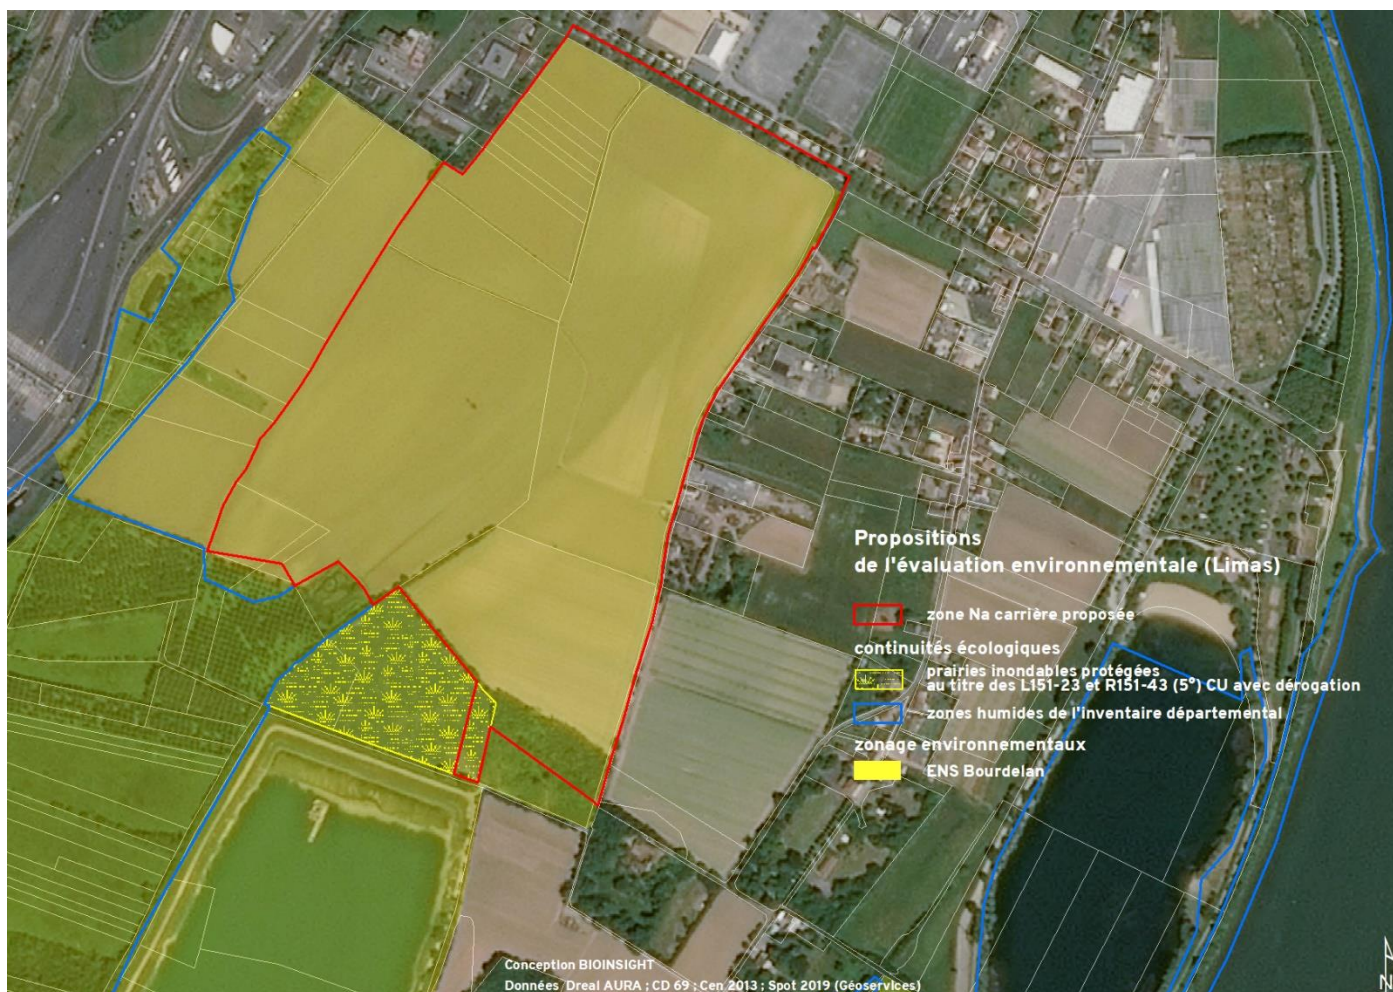 Propositions
de l'évaluation environnementale (Limas)
zone Na carrière proposée
continuités écologiques
prairies inondables protégées
au titre des L151-23 et R151-43 (5°) CU avec dérogation
zones humides de l'Inventaire départemental
zonage environnementaux
ENS Bourdelan
Conception BIOINSIGHT
Données Dreal AURA ; CD 69 ; Cen 2013 ; Spot 2019 (Géoservices)
N